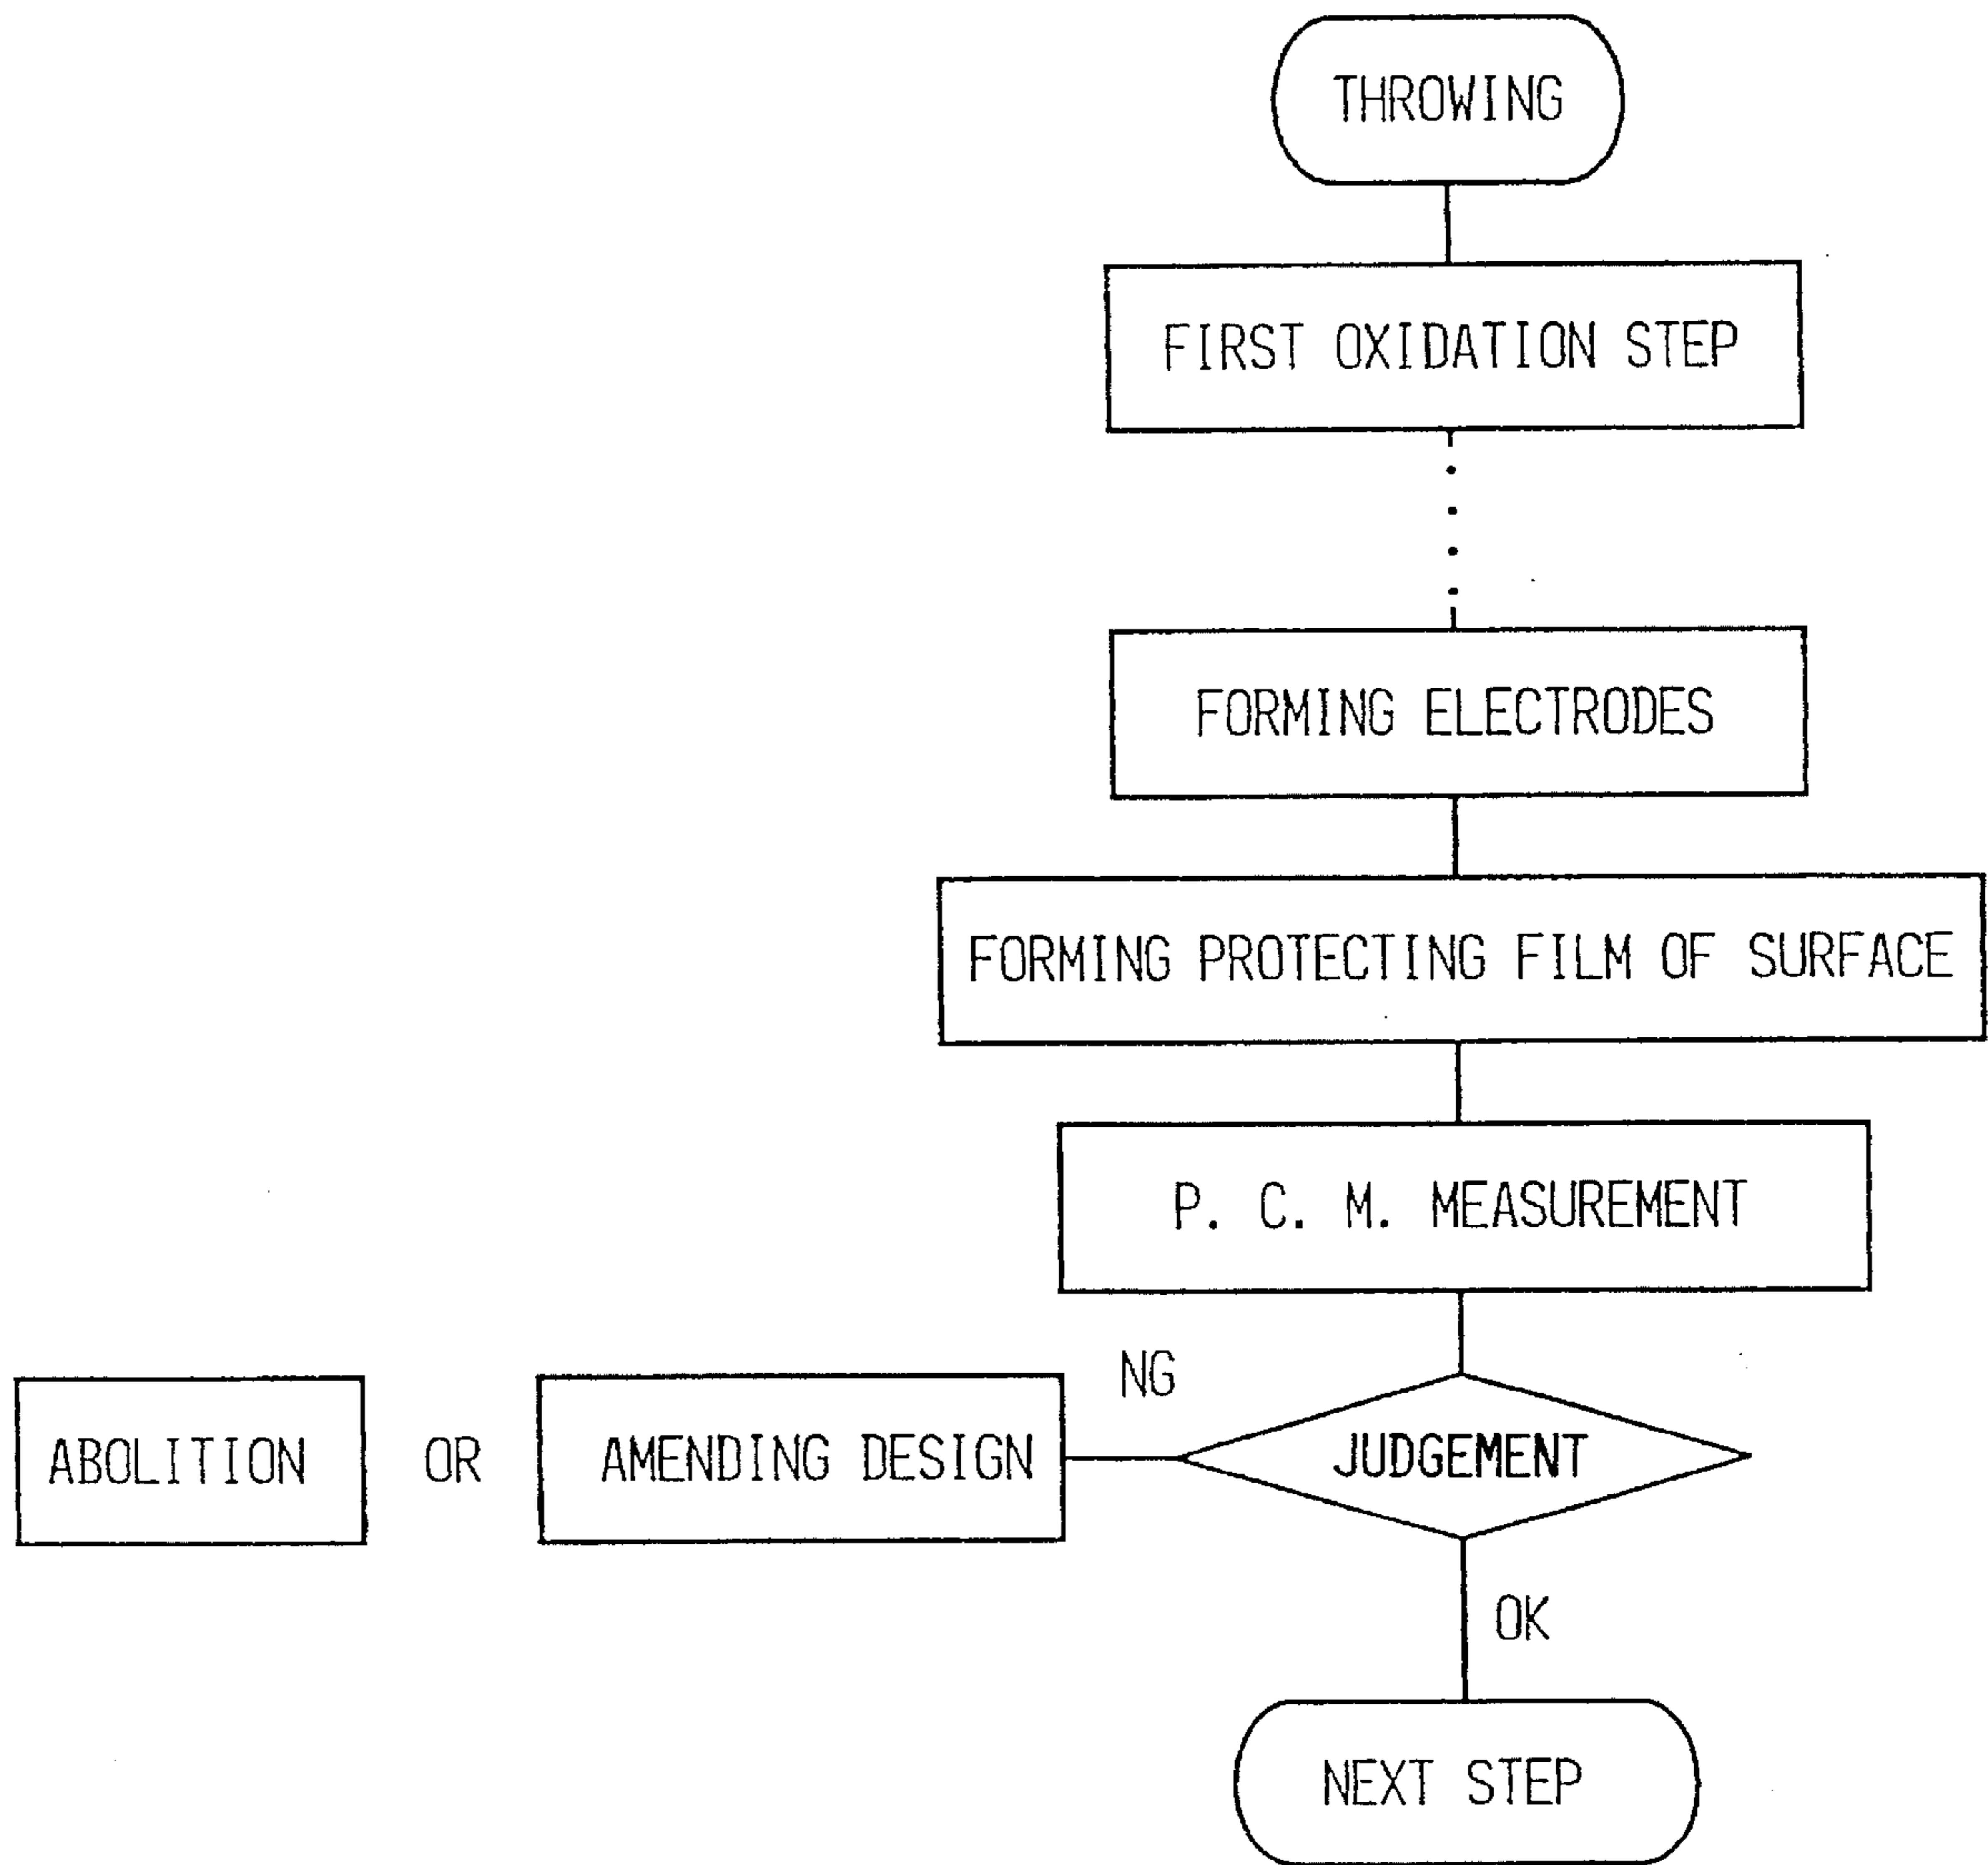 THROWING
FIRST OXIDATION STEP
FORMING ELECTRODES
FORMING PROTECTING FILM OF SURFACE
P. C. M. MEASUREMENT
NG
ABOLITION OR AMENDING DESIGN JUDGEMENT
OK
NEXT STEP